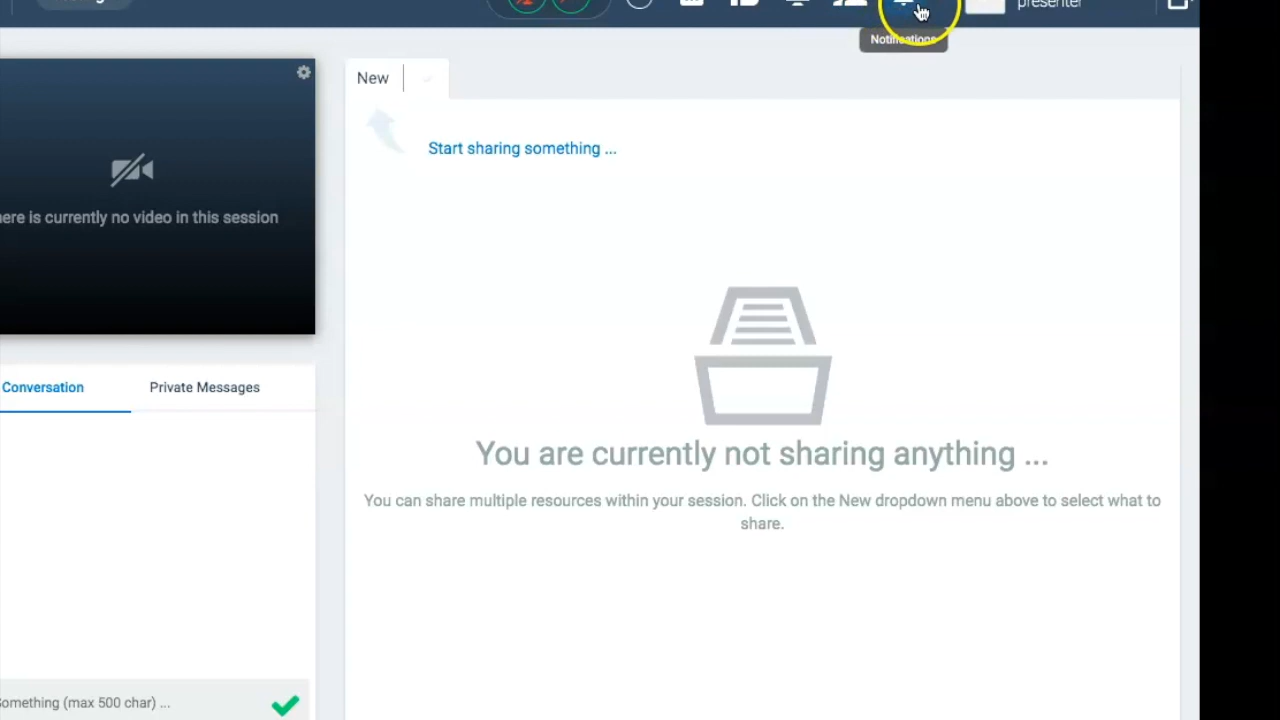 presenter
Notifications
New
Start sharing something ...
here is currently no video in this session
Conversation
Private Messages
You are currently not sharing anything ...
You can share multiple resources within your session. Click on the New dropdown menu above to select what to
share.
Something (max 500 char) ...